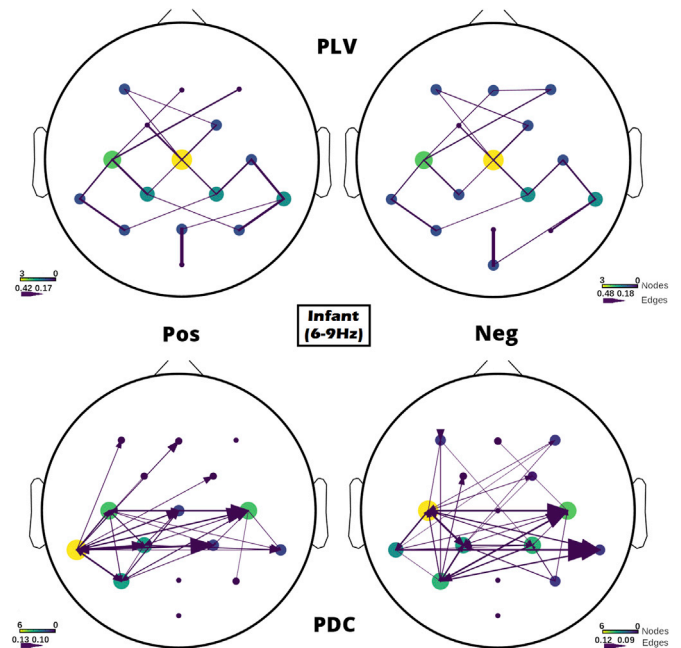 PLV
3 0
0.42 0.17
3 0 Nodes
0.48 0.18
Edges
Pos
Infant
(6-9Hz)
Neg
6 0
0.13 0.10
PDC
6 0 Nodes
0.12 0.09
Edges